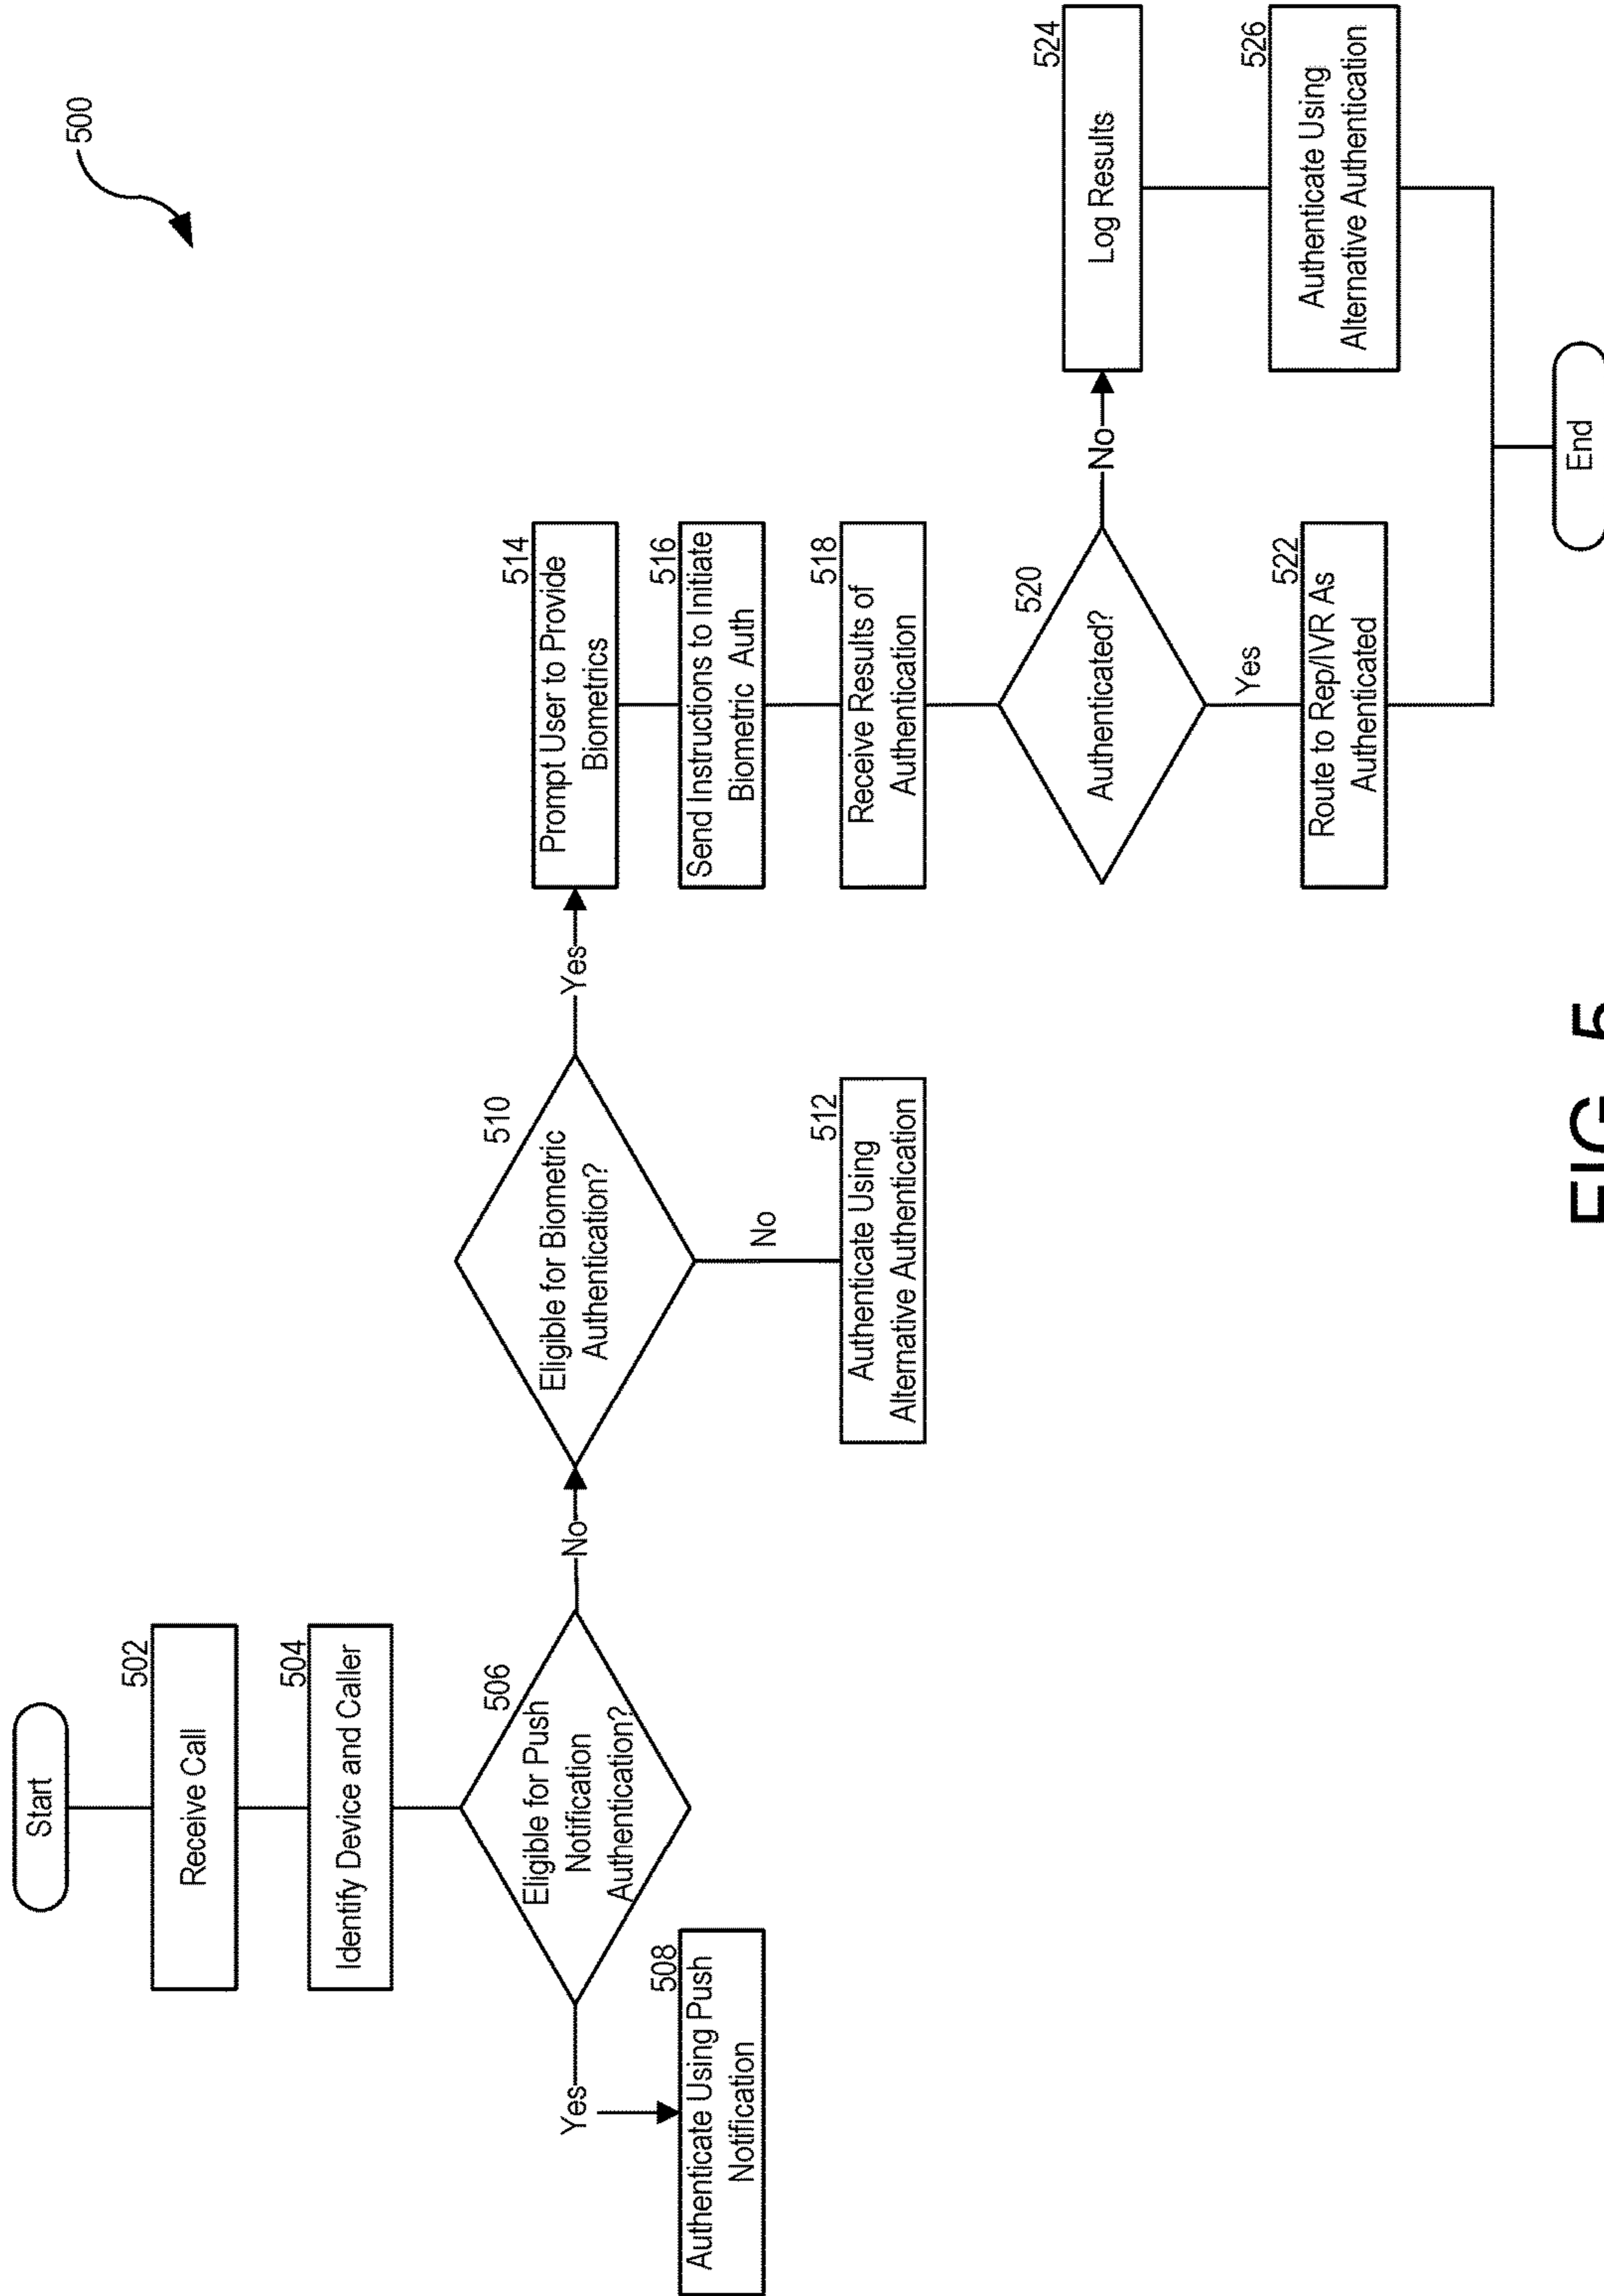 500
Start
502
Receive Call
504
Identify Device and Caller
506
Eligible for Push
Notification
Authentication?
Yes
No
508
Authenticate Using Push
Notification
510
Eligible for Biometric
Authentication?
Yes
No
512
Authenticate Using
Alternative Authentication
514
Prompt User to Provide
Biometrics
516
Send Instructions to Initiate
Biometric Auth
518
Receive Results of
Authentication
520
Authenticated?
No
Yes
522
Route to Rep/IVR As
Authenticated
524
Log Results
526
Authenticate Using
Alternative Authentication
End
FIG. 5